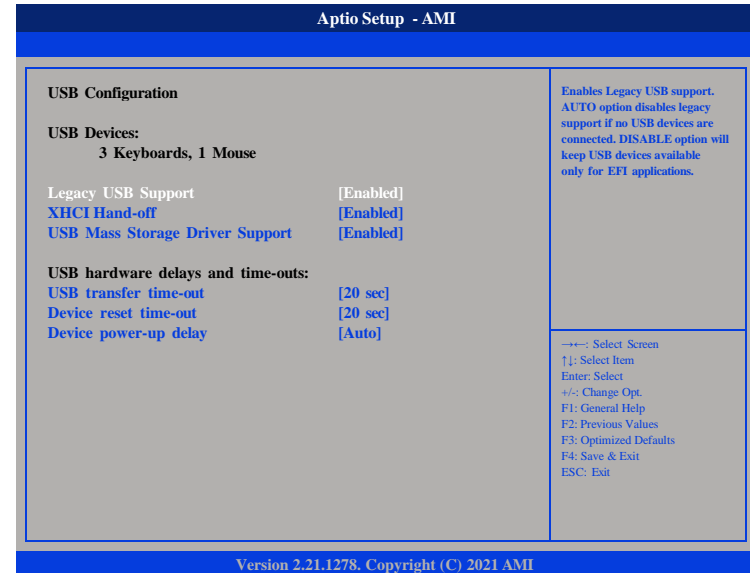 Aptio Setup - AMI
USB Configuration
USB Devices:
3 Keyboards, 1 Mouse
Legacy USB Support [Enabled]
XHCI Hand-off [Enabled]
USB Mass Storage Driver Support [Enabled]
USB hardware delays and time-outs:
USB transfer time-out [20 sec]
Device reset time-out [20 sec]
Device power-up delay [Auto]
Enables Legacy USB support.
AUTO option disables legacy
support if no USB devices are
connected. DISABLE option will
keep USB devices available
only for EFI applications.
→←: Select Screen
↑↓: Select Item
Enter: Select
+/-: Change Opt.
F1: General Help
F2: Previous Values
F3: Optimized Defaults
F4: Save & Exit
ESC: Exit
Version 2.21.1278. Copyright (C) 2021 AMI